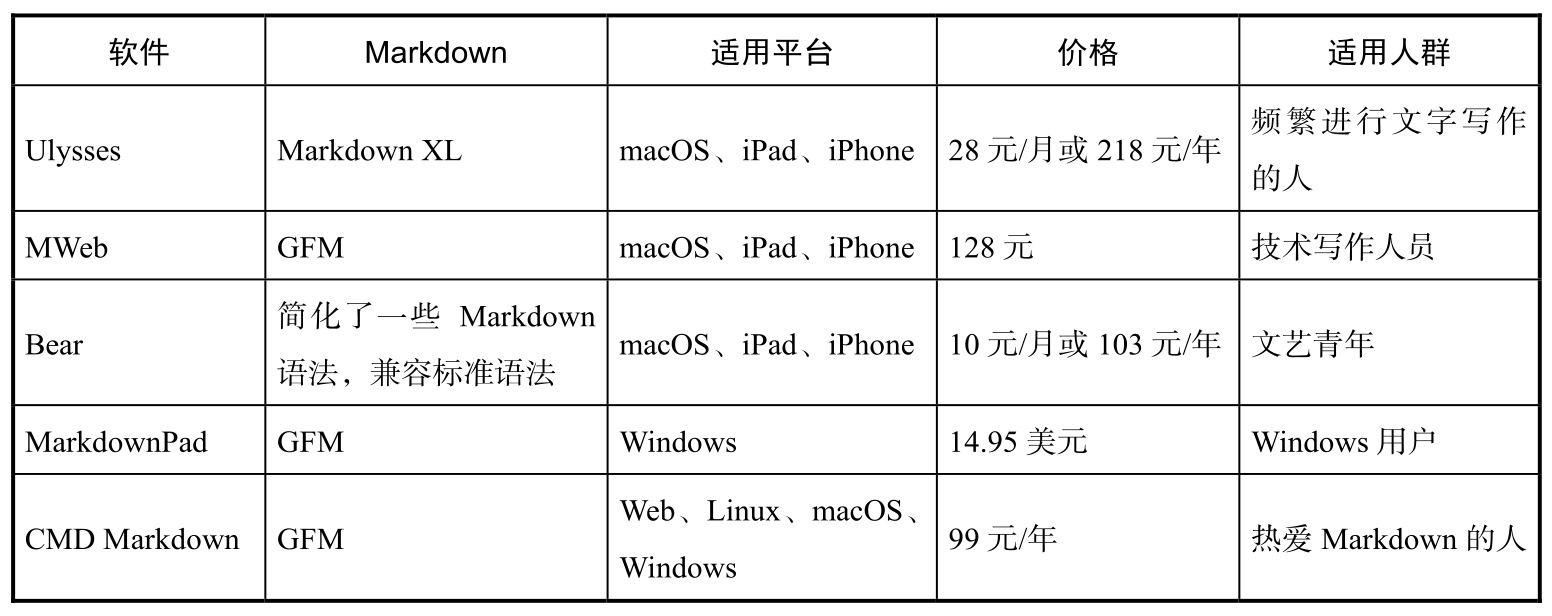 软件 Markdown 适用平台 价格 适用人群
Ulysses Markdown XL macOS、iPad、iPhone 28 元/月或 218 元/年 频繁进行文字写作
的人
MWeb GFM macOS、iPad、iPhone 128 元 技术写作人员
Bear 简化了一些 Markdown
语法，兼容标准语法 macOS、iPad、iPhone 10 元/月或 103 元/年 文艺青年
MarkdownPad GFM Windows 14.95 美元 Windows 用户
CMD Markdown GFM Web、Linux、macOS、
Windows 99 元/年 热爱 Markdown 的人